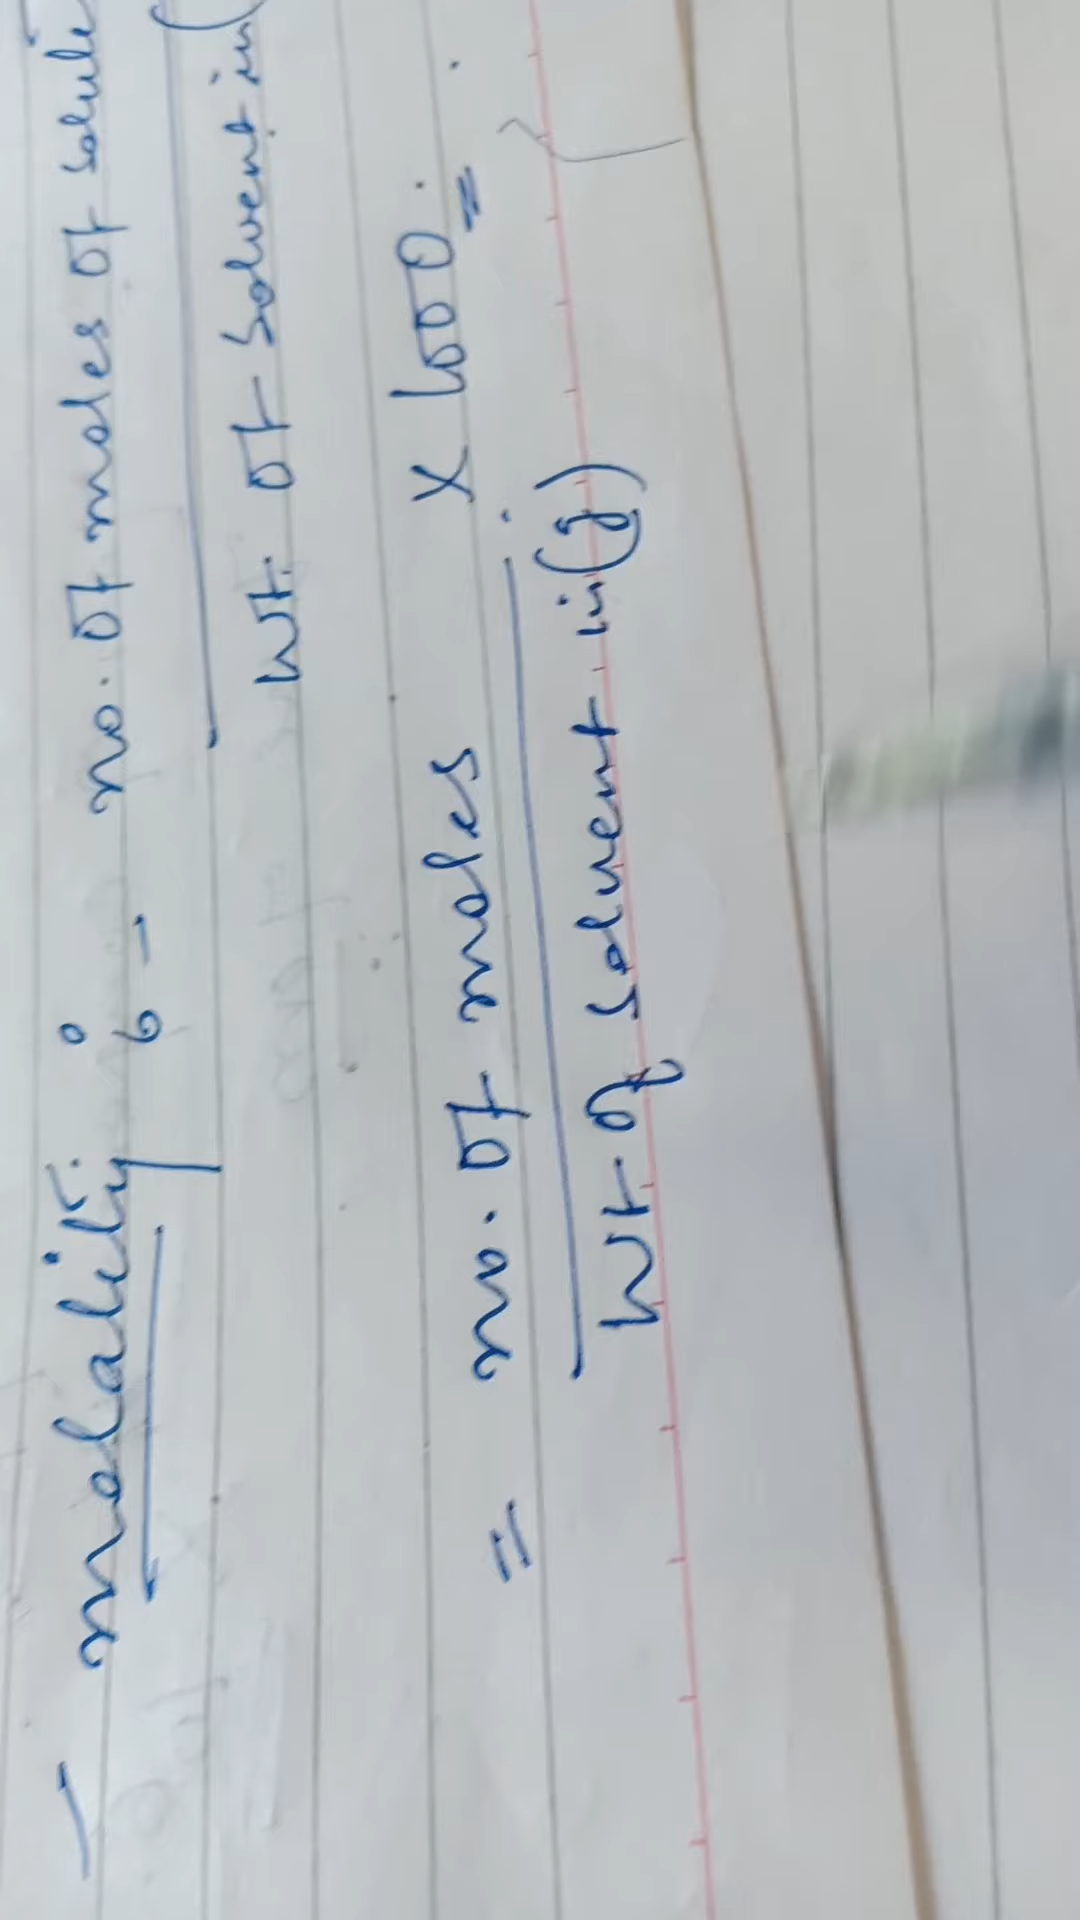 molality :- no. of moles of solute
wt. of solvent in(
= no. of moles × 1000
wt of solvent in (g)